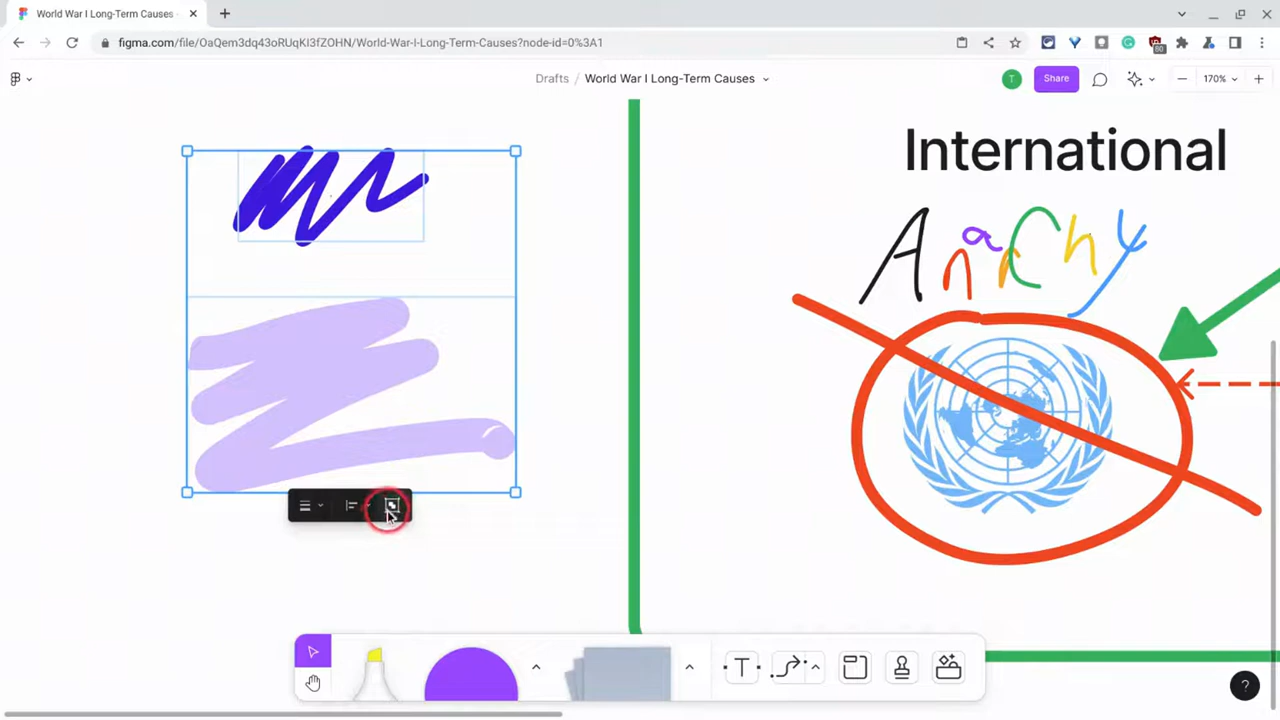 World War I Long-Term Causes
figma.com/file/OaQem3dq43oRUqKI3fZOHN/World-War-I-Long-Term-Causes?node-id=0%3A1
Drafts / World War I Long-Term Causes
T
Share
170%
International
Anarchy
T
?